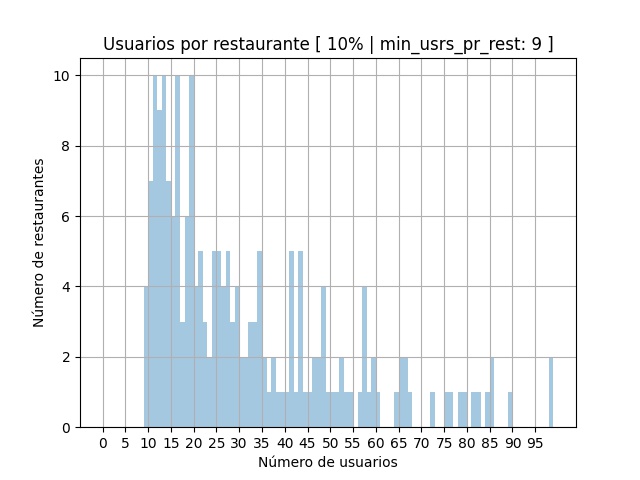 Usuarios por restaurante [ 10% | min_usrs_pr_rest: 9 ]
10
8
6
4
2
0
Número de restaurantes
0 5 10 15 20 25 30 35 40 45 50 55 60 65 70 75 80 85 90 95
Número de usuarios